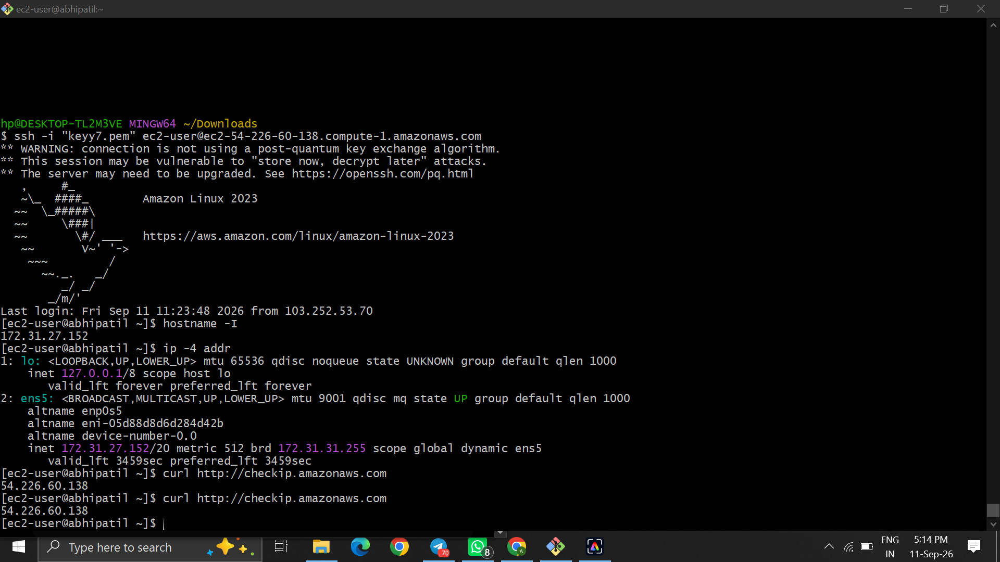 ec2-user@abhipatil:~
hp@DESKTOP-TL2M3VE MINGW64 ~/Downloads
$ ssh -i "keyy7.pem" ec2-user@ec2-54-226-60-138.compute-1.amazonaws.com
** WARNING: connection is not using a post-quantum key exchange algorithm.
** This session may be vulnerable to "store now, decrypt later" attacks.
** The server may need to be upgraded. See https://openssh.com/pq.html
   ,     #_
   ~\_  ####_        Amazon Linux 2023
  ~~  \_#####\
  ~~     \###|
  ~~       \#/ ___   https://aws.amazon.com/linux/amazon-linux-2023
   ~~       V~' '->
    ~~~         /
      ~~._.   _/
         _/ _/
       _/m/'
Last login: Fri Sep 11 11:23:48 2026 from 103.252.53.70
[ec2-user@abhipatil ~]$ hostname -I
172.31.27.152
[ec2-user@abhipatil ~]$ ip -4 addr
1: lo: <LOOPBACK,UP,LOWER_UP> mtu 65536 qdisc noqueue state UNKNOWN group default qlen 1000
    inet 127.0.0.1/8 scope host lo
       valid_lft forever preferred_lft forever
2: ens5: <BROADCAST,MULTICAST,UP,LOWER_UP> mtu 9001 qdisc mq state UP group default qlen 1000
    altname enp0s5
    altname eni-05d88d8d6d284d42b
    altname device-number-0.0
    inet 172.31.27.152/20 metric 512 brd 172.31.31.255 scope global dynamic ens5
       valid_lft 3459sec preferred_lft 3459sec
[ec2-user@abhipatil ~]$ curl http://checkip.amazonaws.com
54.226.60.138
[ec2-user@abhipatil ~]$ curl http://checkip.amazonaws.com
54.226.60.138
[ec2-user@abhipatil ~]$
Type here to search
.70
8
A
ENG
IN
5:14 PM
11-Sep-26